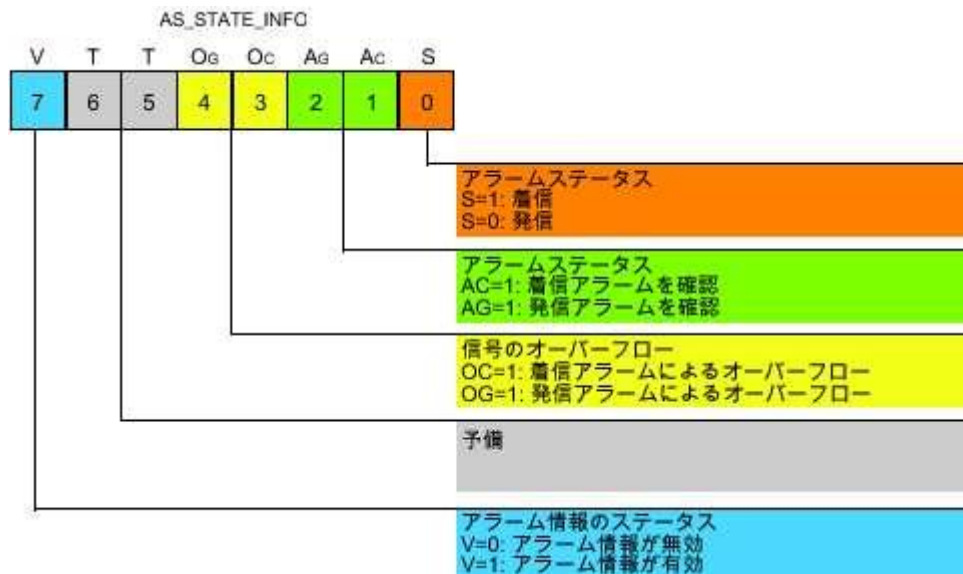 AS_STATE_INFO
V T T OG OC AG AC S
7 6 5 4 3 2 1 0
アラームステータス
S=1: 着信
S=0: 発信
アラームステータス
AC=1: 着信アラームを確認
AG=1: 発信アラームを確認
信号のオーバーフロー
OC=1: 着信アラームによるオーバーフロー
OG=1: 発信アラームによるオーバーフロー
予備
アラーム情報のステータス
V=0: アラーム情報が無効
V=1: アラーム情報が有効